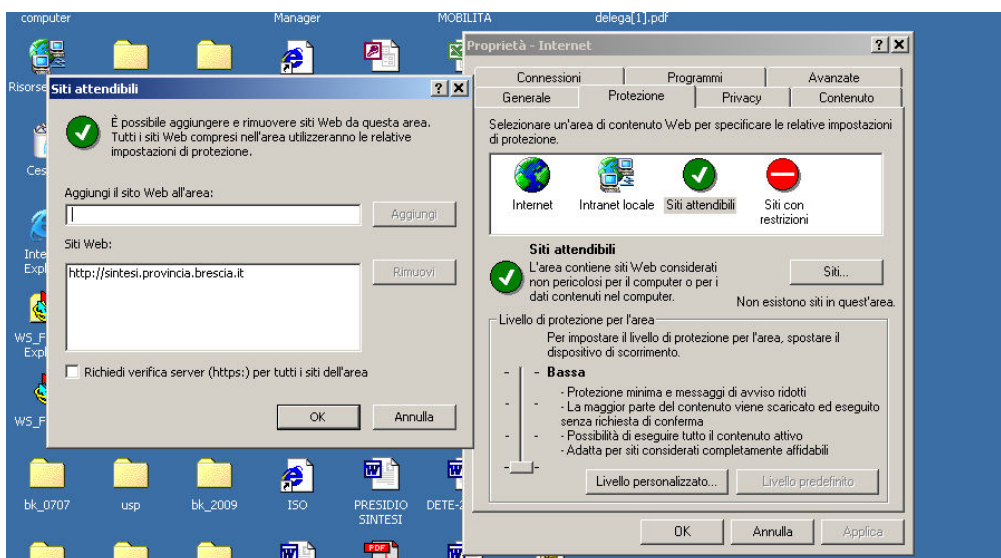 computer
Manager
MOBILITA
delega[1].pdf
Siti attendibili
È possibile aggiungere e rimuovere siti Web da questa area.
Tutti i siti Web compresi nell'area utilizzeranno le relative
impostazioni di protezione.
Aggiungi il sito Web all'area:
Aggiungi
Siti Web:
http://sintesi.provincia.brescia.it
Rimuovi
Richiedi verifica server (https:) per tutti i siti dell'area
OK
Annulla
Proprietà - Internet
Connessioni
Programmi
Avanzate
Generale
Protezione
Privacy
Contenuto
Selezionare un'area di contenuto Web per specificare le relative impostazioni
di protezione.
Internet
Intranet locale
Siti attendibili
Siti con
restrizioni
Siti attendibili
L'area contiene siti Web considerati
non pericolosi per il computer o per i
dati contenuti nel computer.
Siti...
Non esistono siti in quest'area.
Livello di protezione per l'area
Per impostare il livello di protezione per l'area, spostare il
dispositivo di scorrimento.
Bassa
- Protezione minima e messaggi di avviso ridotti
- La maggior parte del contenuto viene scaricato ed eseguito
senza richiesta di conferma
- Possibilità di eseguire tutto il contenuto attivo
- Adatta per siti considerati completamente affidabili
Livello personalizzato...
Livello predefinito
OK
Annulla
Applica
Risorse
Ces
Inte
Expl
WS_F
Expl
WS_F
bk_0707
usp
bk_2009
ISO
PRESIDIO
SINTESI
DETE-2
PDF